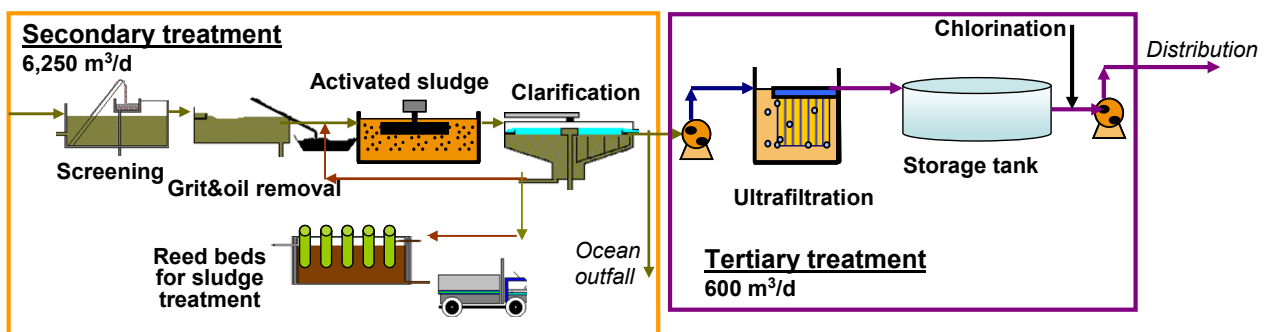 Secondary treatment
6,250 m³/d
Screening
Grit&oil removal
Activated sludge
Clarification
Reed beds
for sludge
treatment
Ocean
outfall
Chlorination
Distribution
Ultrafiltration
Storage tank
Tertiary treatment
600 m³/d